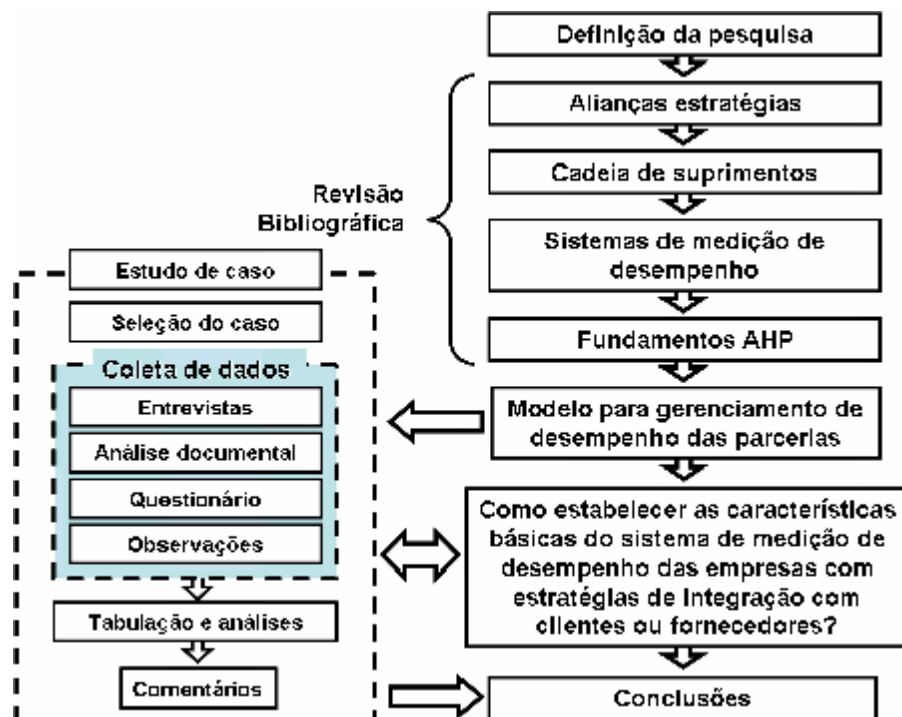 Definição da pesquisa
Alianças estratégias
Cadeia de suprimentos
Revisão
Bibliográfica
Sistemas de medição de
desempenho
Fundamentos AHP
Modelo para gerenciamento de
desempenho das parcerias
Estudo de caso
Seleção do caso
Coleta de dados
Entrevistas
Análise documental
Questionário
Observações
Tabulação e análises
Comentários
Como estabelecer as características
básicas do sistema de medição de
desempenho das empresas com
estratégias de integração com
clientes ou fornecedores?
Conclusões